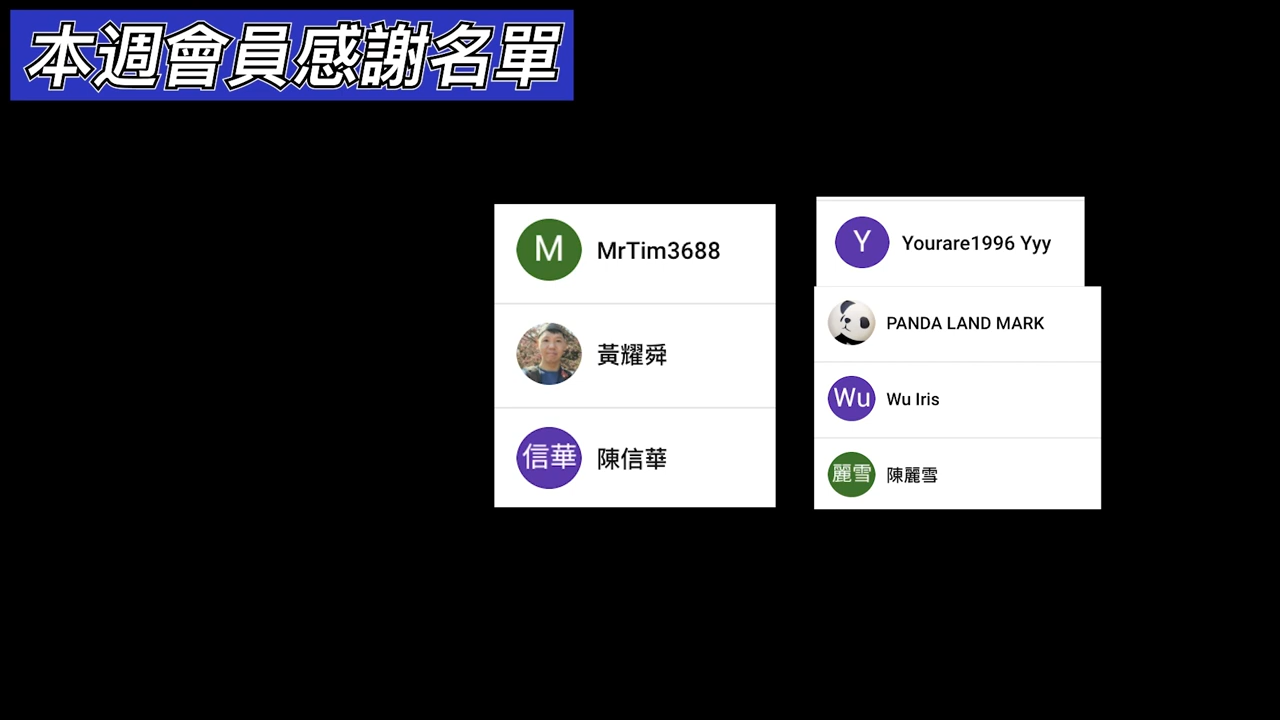 本週會員感謝名單
M MrTim3688
黃耀舜
信華 陳信華
Y Yourare1996 Yyy
PANDA LAND MARK
Wu Wu Iris
麗雪 陳麗雪